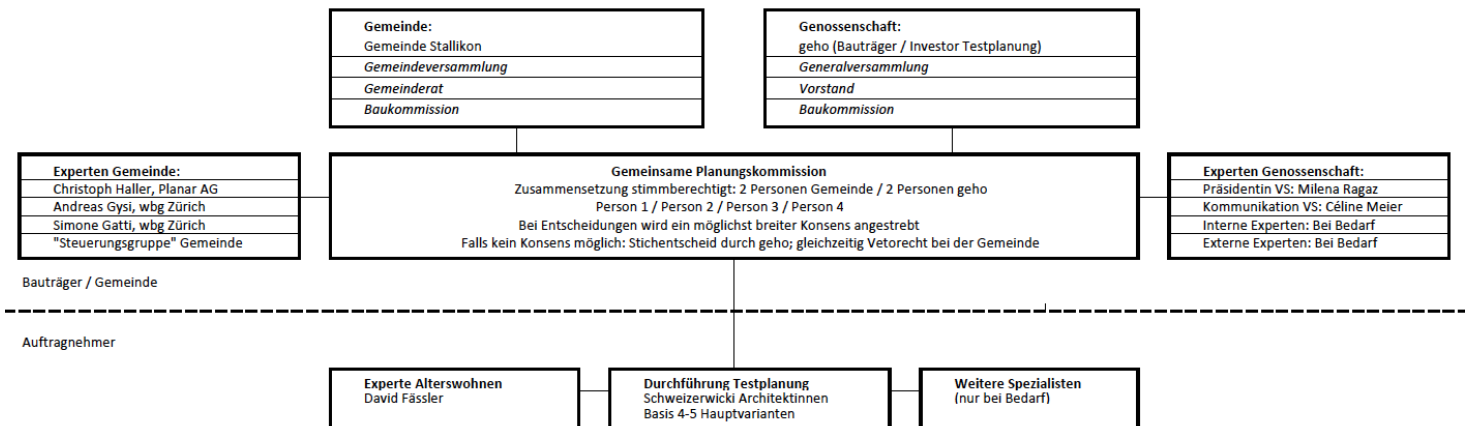 Gemeinde:
Gemeinde Stallikon
Gemeindeversammlung
Gemeinderat
Baukommission
Genossenschaft:
geho (Bauträger / Investor Testplanung)
Generalversammlung
Vorstand
Baukommission
Experten Gemeinde:
Christoph Haller, Planar AG
Andreas Gysi, wbg Zürich
Simone Gatti, wbg Zürich
"Steuerungsgruppe" Gemeinde
Gemeinsame Planungskommission
Zusammensetzung stimmberechtigt: 2 Personen Gemeinde / 2 Personen geho
Person 1 / Person 2 / Person 3 / Person 4
Bei Entscheidungen wird ein möglichst breiter Konsens angestrebt
Falls kein Konsens möglich: Stichentscheid durch geho; gleichzeitig Vetorecht bei der Gemeinde
Experten Genossenschaft:
Präsidentin VS: Milena Ragaz
Kommunikation VS: Céline Meier
Interne Experten: Bei Bedarf
Externe Experten: Bei Bedarf
Bauträger / Gemeinde
Auftragnehmer
Experte Alterswohnen
David Fässler
Durchführung Testplanung
Schweizerwicki Architektinnen
Basis 4-5 Hauptvarianten
Weitere Spezialisten
(nur bei Bedarf)